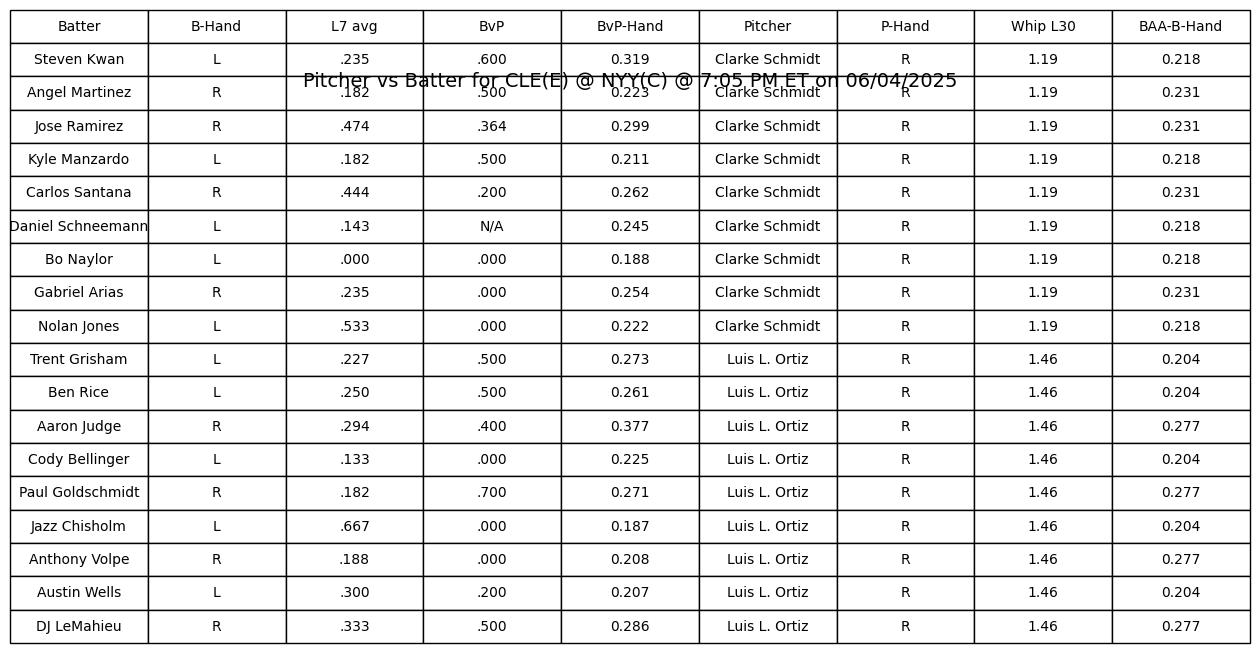 Batter B-Hand L7 avg BvP BvP-Hand Pitcher P-Hand Whip L30 BAA-B-Hand
Steven Kwan L .235 .600 0.319 Clarke Schmidt R 1.19 0.218
Pitcher vs Batter for CLE(E) @ NYY(C) @ 7:05 PM ET on 06/04/2025
Angel Martinez R .182 .500 0.223 Clarke Schmidt R 1.19 0.231
Jose Ramirez R .474 .364 0.299 Clarke Schmidt R 1.19 0.231
Kyle Manzardo L .182 .500 0.211 Clarke Schmidt R 1.19 0.218
Carlos Santana R .444 .200 0.262 Clarke Schmidt R 1.19 0.231
Daniel Schneemann L .143 N/A 0.245 Clarke Schmidt R 1.19 0.218
Bo Naylor L .000 .000 0.188 Clarke Schmidt R 1.19 0.218
Gabriel Arias R .235 .000 0.254 Clarke Schmidt R 1.19 0.231
Nolan Jones L .533 .000 0.222 Clarke Schmidt R 1.19 0.218
Trent Grisham L .227 .500 0.273 Luis L. Ortiz R 1.46 0.204
Ben Rice L .250 .500 0.261 Luis L. Ortiz R 1.46 0.204
Aaron Judge R .294 .400 0.377 Luis L. Ortiz R 1.46 0.277
Cody Bellinger L .133 .000 0.225 Luis L. Ortiz R 1.46 0.204
Paul Goldschmidt R .182 .700 0.271 Luis L. Ortiz R 1.46 0.277
Jazz Chisholm L .667 .000 0.187 Luis L. Ortiz R 1.46 0.204
Anthony Volpe R .188 .000 0.208 Luis L. Ortiz R 1.46 0.277
Austin Wells L .300 .200 0.207 Luis L. Ortiz R 1.46 0.204
DJ LeMahieu R .333 .500 0.286 Luis L. Ortiz R 1.46 0.277